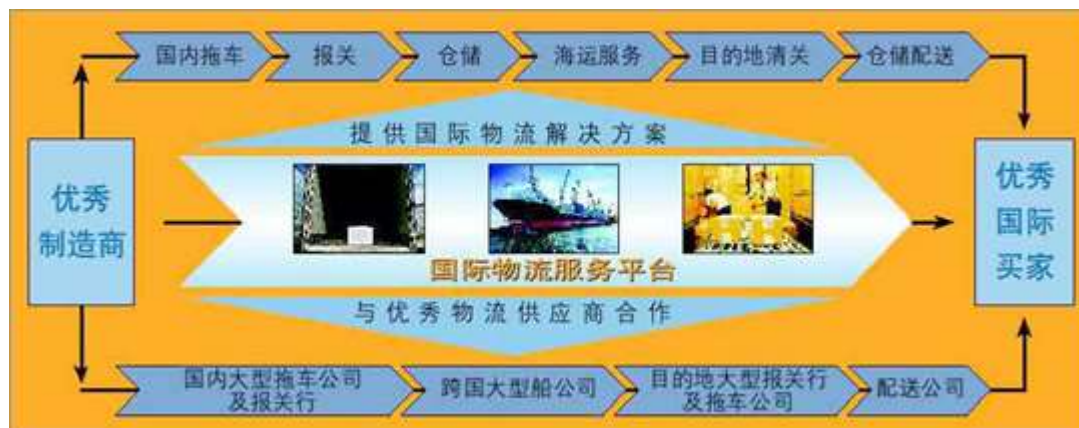 国内拖车
报关
仓储
海运服务
目的地清关
仓储配送
提供国际物流解决方案
优秀
制造商
优秀
国际
买家
国际物流服务平台
与优秀物流供应商合作
国内大型拖车公司
及报关行
跨国大型船公司
目的地大型报关行
及拖车公司
配送公司